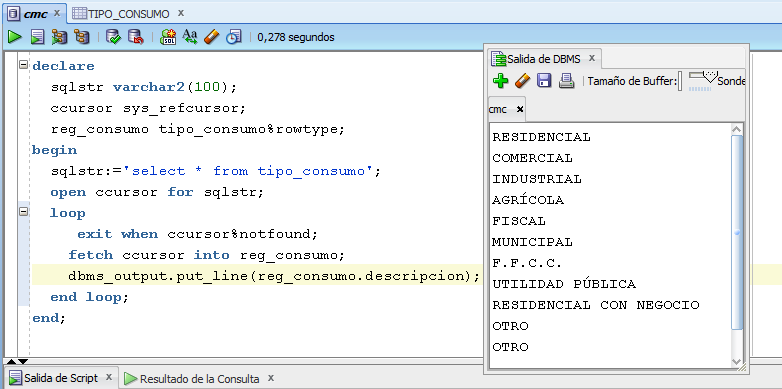 cmc x TIPO_CONSUMO x
0,278 segundos
declare
sqlstr varchar2(100);
ccursor sys_refcursor;
reg_consumo tipo_consumo%rowtype;
begin
sqlstr:='select * from tipo_consumo';
open ccursor for sqlstr;
loop
exit when ccursor%notfound;
fetch ccursor into reg_consumo;
dbms_output.put_line(reg_consumo.descripcion);
end loop;
end;
Salida de DBMS x
Tamaño de Buffer: Sonde
cmc x
RESIDENCIAL
COMERCIAL
INDUSTRIAL
AGRÍCOLA
FISCAL
MUNICIPAL
F.F.C.C.
UTILIDAD PÚBLICA
RESIDENCIAL CON NEGOCIO
OTRO
OTRO
Salida de Script x Resultado de la Consulta x